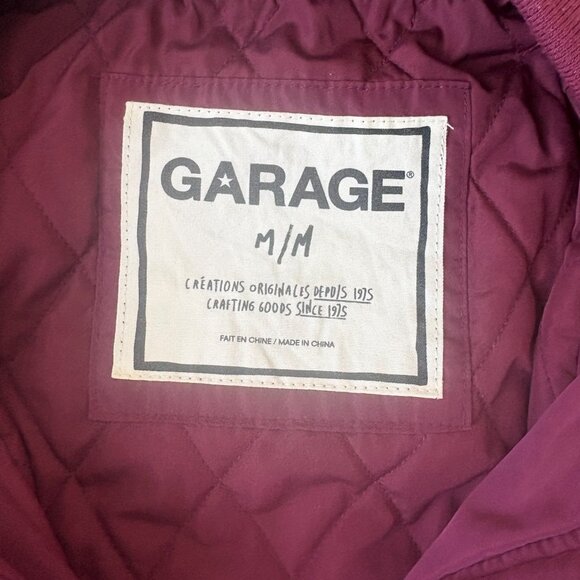 GARAGE®
M/M
CRÉATIONS ORIGINALES DEPUIS 1975
CRAFTING GOODS SINCE 1975
FAIT EN CHINE / MADE IN CHINA